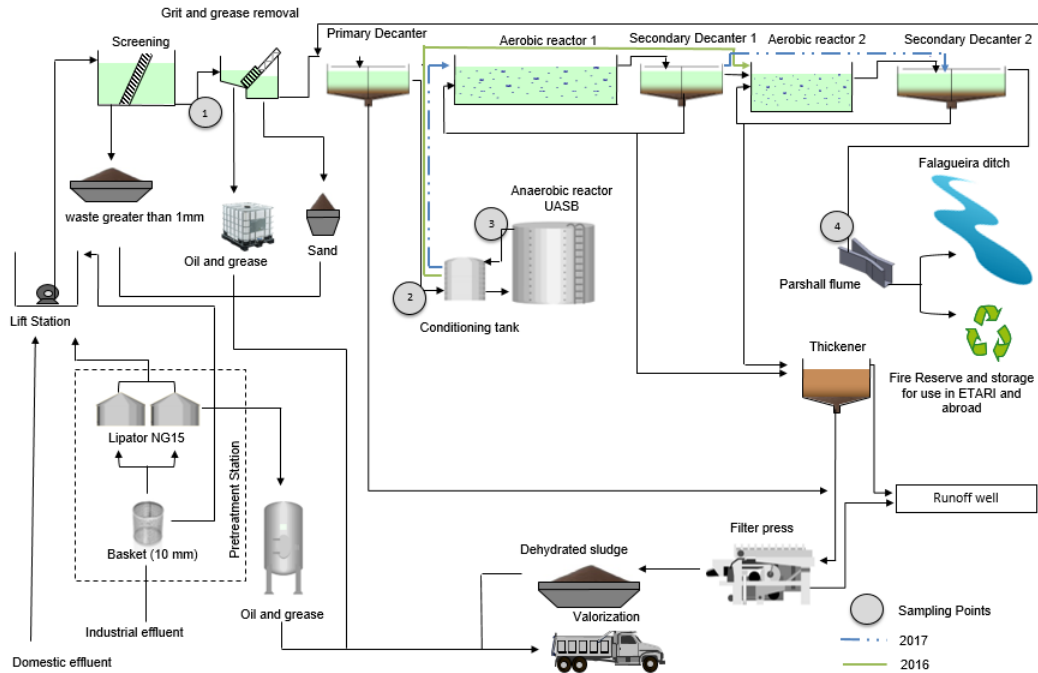 Grit and grease removal
Screening
Primary Decanter
Aerobic reactor 1
Secondary Decanter 1
Aerobic reactor 2
Secondary Decanter 2
1
waste greater than 1mm
Oil and grease
Sand
Anaerobic reactor
UASB
3
2
Conditioning tank
Falagueira ditch
4
Parshall flume
Lift Station
Fire Reserve and storage
for use in ETARI and
abroad
Thickener
Lipator NG15
Basket (10 mm)
Pretreatment Station
Oil and grease
Industrial effluent
Domestic effluent
Runoff well
Filter press
Dehydrated sludge
Valorization
Sampling Points
2017
2016